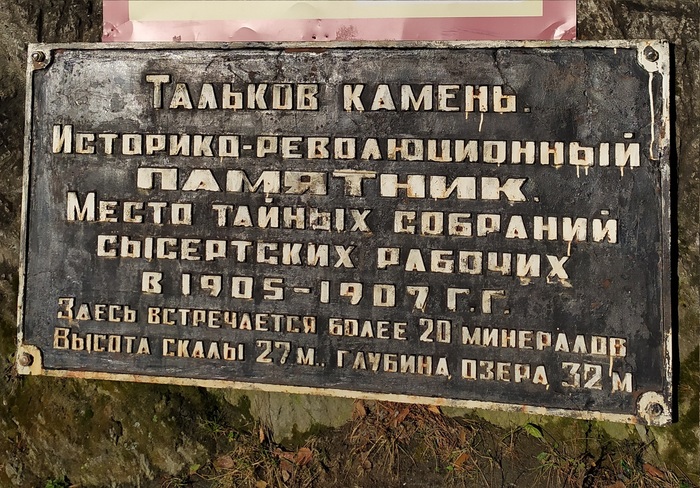 Тальков камень.
Историко-революционный
памятник.
Место тайных собраний
сысертских рабочих
в 1905-1907 г.г.
Здесь встречается более 20 минералов
Высота скалы 27 м., глубина озера 32 м